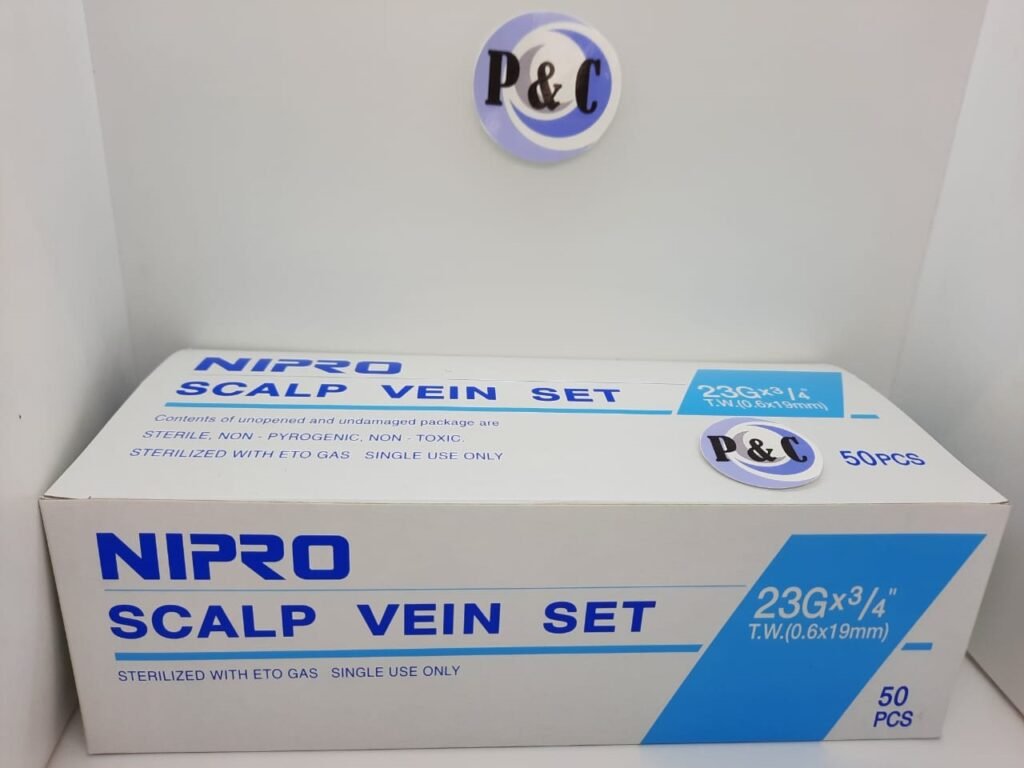 P & C
NIPRO
SCALP VEIN SET
23Gx3/4"
T.W.(0.6x19mm)
Contents of unopened and undamaged package are
STERILE, NON - PYROGENIC, NON - TOXIC.
STERILIZED WITH ETO GAS SINGLE USE ONLY
P & C
50PCS
NIPRO
SCALP VEIN SET
23Gx3/4"
T.W.(0.6x19mm)
STERILIZED WITH ETO GAS SINGLE USE ONLY
50
PCS